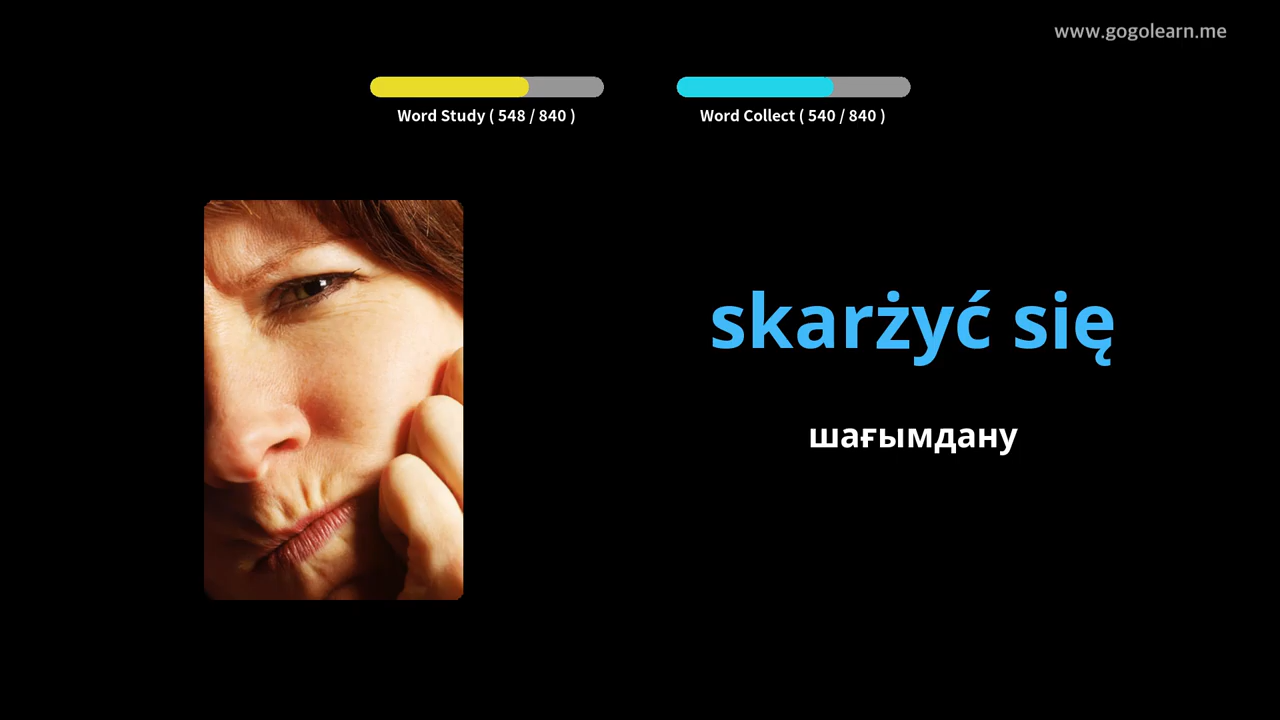 www.gogolearn.me
Word Study ( 548 / 840 )
Word Collect ( 540 / 840 )
skarżyć się
шағымдану